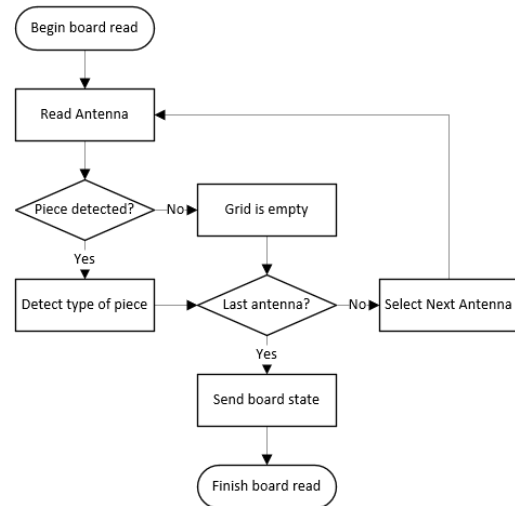 Begin board read
Read Antenna
Piece detected?
No
Grid is empty
Yes
Detect type of piece
Last antenna?
No
Select Next Antenna
Yes
Send board state
Finish board read